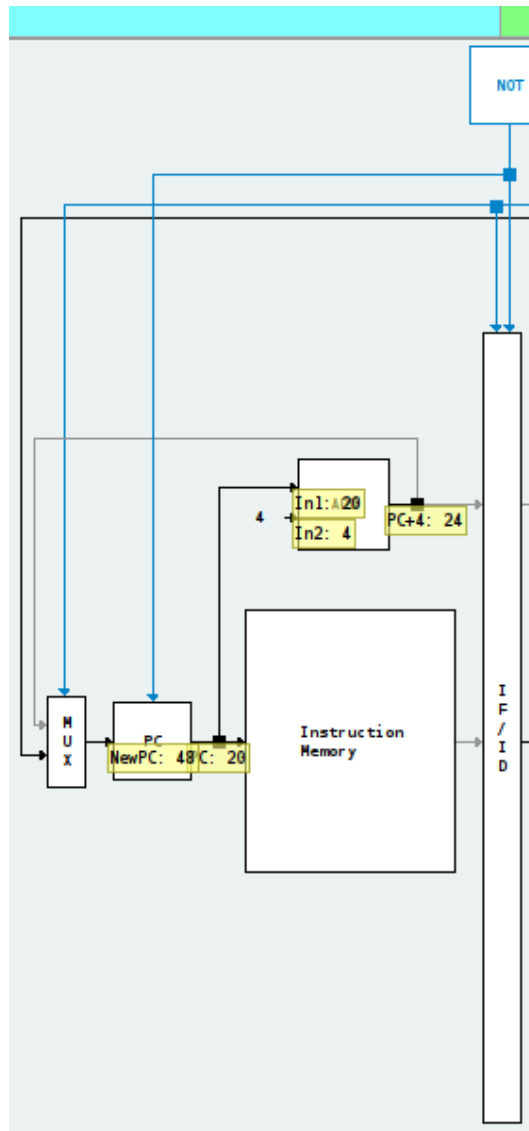 NOT
In1: 20
4
In2: 4
PC+4: 24
M
U
X
PC
NewPC: 48
C: 20
Instruction
Memory
I
F
/
I
D